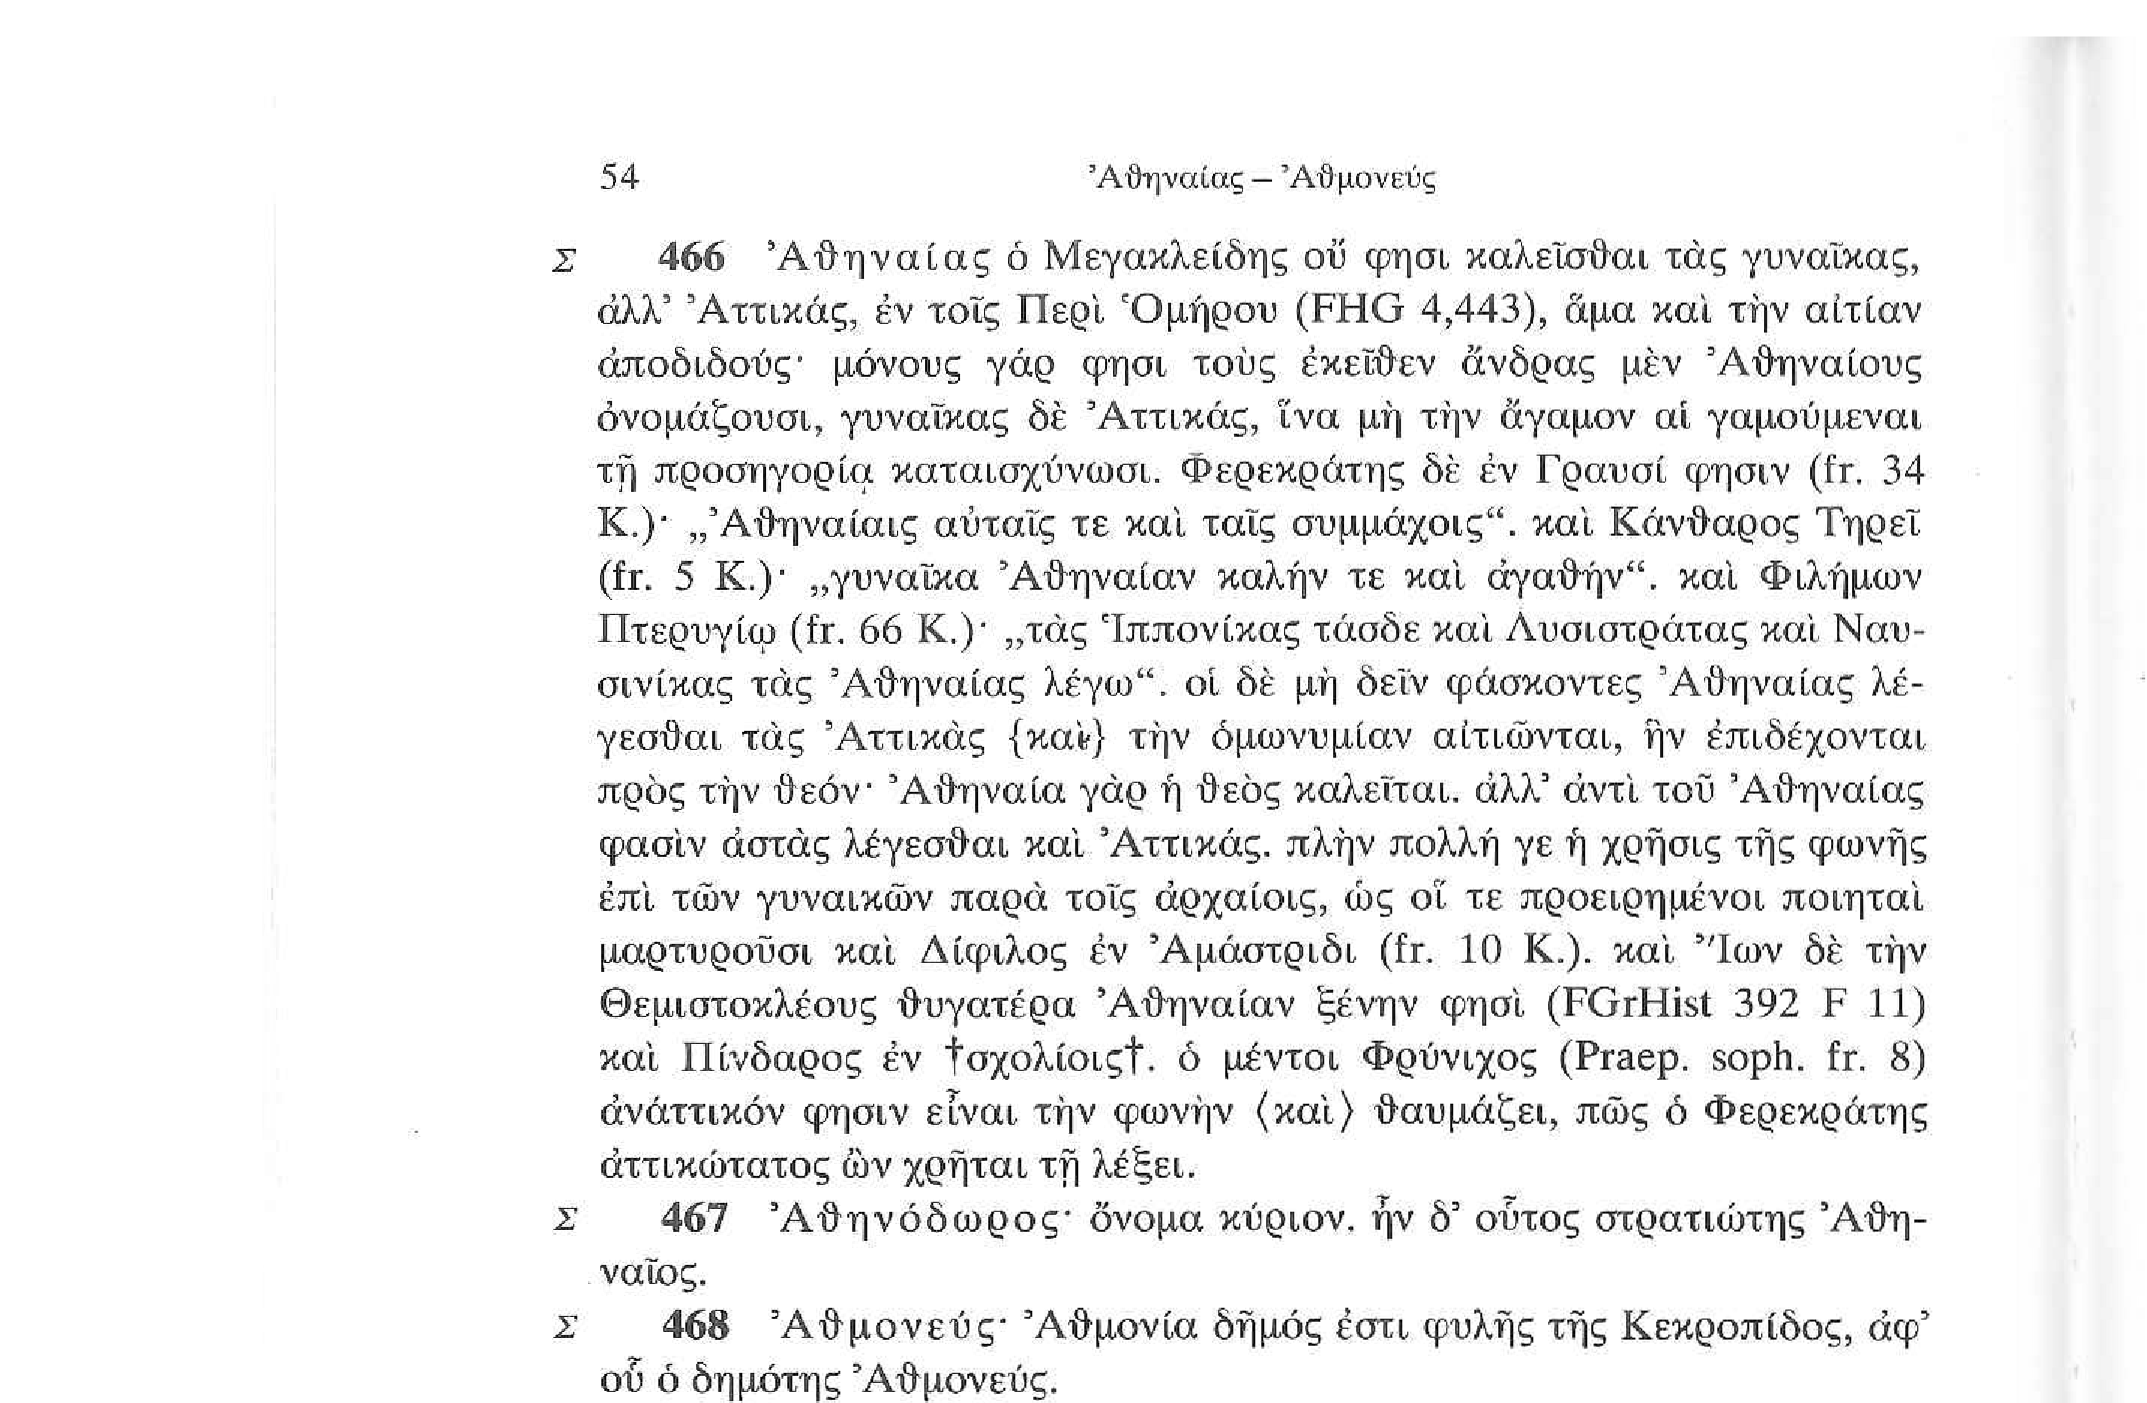 54 Ἀθηναίας – Ἀθμονεύς
Σ 466 Ἀθηναίας ὁ Μεγακλείδης οὔ φησι καλεῖσθαι τὰς γυναῖκας,
ἀλλ’ Ἀττικάς, ἐν τοῖς Περὶ Ὁμήρου (FHG 4,443), ἅμα καὶ τὴν αἰτίαν
ἀποδιδούς· μόνους γάρ φησι τοὺς ἐκεῖθεν ἄνδρας μὲν Ἀθηναίους
ὀνομάζουσι, γυναῖκας δὲ Ἀττικάς, ἵνα μὴ τὴν ἄγαμον αἱ γαμούμεναι
τῇ προσηγορίᾳ καταισχύνωσι. Φερεκράτης δὲ ἐν Γραυσί φησιν (fr. 34
K.)· „Ἀθηναίαις αὐταῖς τε καὶ ταῖς συμμάχοις“. καὶ Κάνθαρος Τηρεῖ
(fr. 5 K.)· „γυναῖκα Ἀθηναίαν καλήν τε καὶ ἀγαθήν“. καὶ Φιλήμων
Πτερυγίῳ (fr. 66 K.)· „τὰς Ἱππονίκας τάσδε καὶ Λυσιστράτας καὶ Ναυ-
σινίκας τὰς Ἀθηναίας λέγω“. οἱ δὲ μὴ δεῖν φάσκοντες Ἀθηναίας λέ-
γεσθαι τὰς Ἀττικὰς {καὶ} τὴν ὁμωνυμίαν αἰτιῶνται, ἣν ἐπιδέχονται
πρὸς τὴν θεόν· Ἀθηναία γὰρ ἡ θεὸς καλεῖται. ἀλλ’ ἀντὶ τοῦ Ἀθηναίας
φασὶν ἀστὰς λέγεσθαι καὶ Ἀττικάς. πλὴν πολλή γε ἡ χρῆσις τῆς φωνῆς
ἐπὶ τῶν γυναικῶν παρὰ τοῖς ἀρχαίοις, ὡς οἵ τε προειρημένοι ποιηταὶ
μαρτυροῦσι καὶ Δίφιλος ἐν Ἀμάστριδι (fr. 10 K.). καὶ Ἴων δὲ τὴν
Θεμιστοκλέους θυγατέρα Ἀθηναίαν ξένην φησὶ (FGrHist 392 F 11)
καὶ Πίνδαρος ἐν †σχολίοις†. ὁ μέντοι Φρύνιχος (Praep. soph. fr. 8)
ἀνάττικόν φησιν εἶναι τὴν φωνὴν ⟨καὶ⟩ θαυμάζει, πῶς ὁ Φερεκράτης
ἀττικώτατος ὢν χρῆται τῇ λέξει.
Σ 467 Ἀθηνόδωρος· ὄνομα κύριον. ἦν δ’ οὗτος στρατιώτης Ἀθη-
ναῖος.
Σ 468 Ἀθμονεύς· Ἀθμονία δῆμός ἐστι φυλῆς τῆς Κεκροπίδος, ἀφ’
οὗ ὁ δημότης Ἀθμονεύς.